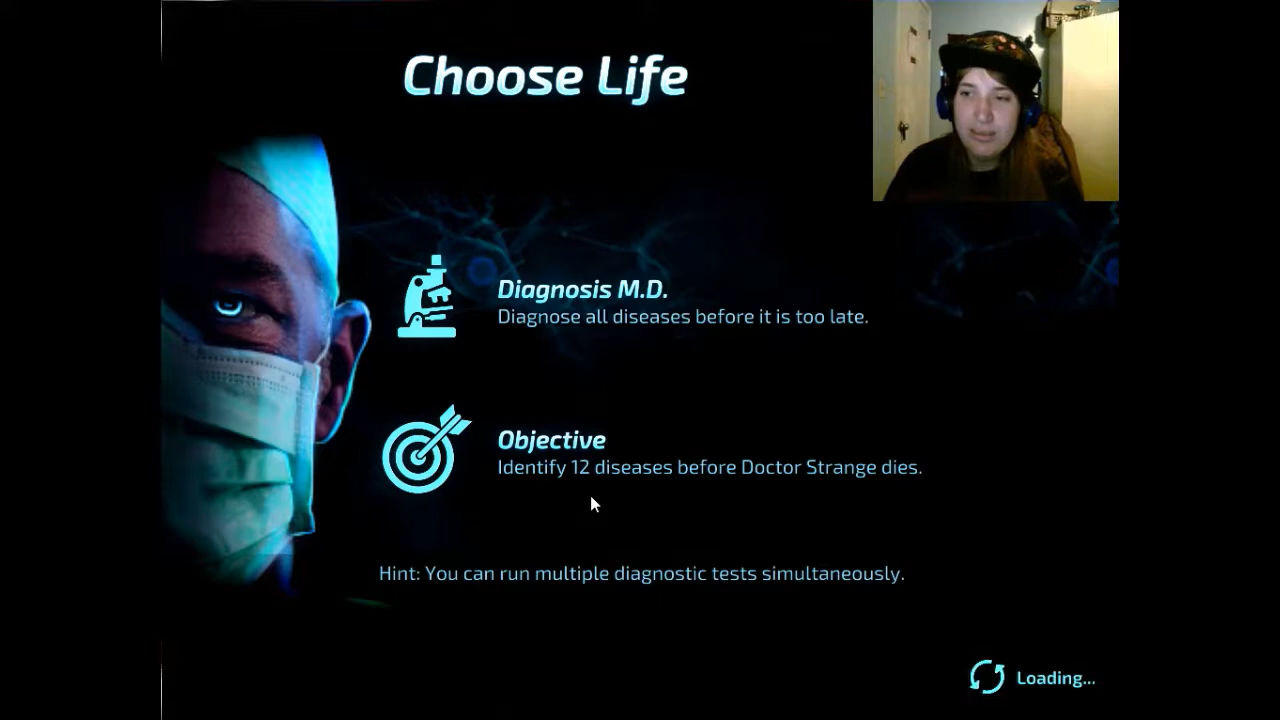 Choose Life
Diagnosis M.D.
Diagnose all diseases before it is too late.
Objective
Identify 12 diseases before Doctor Strange dies.
Hint: You can run multiple diagnostic tests simultaneously.
Loading...